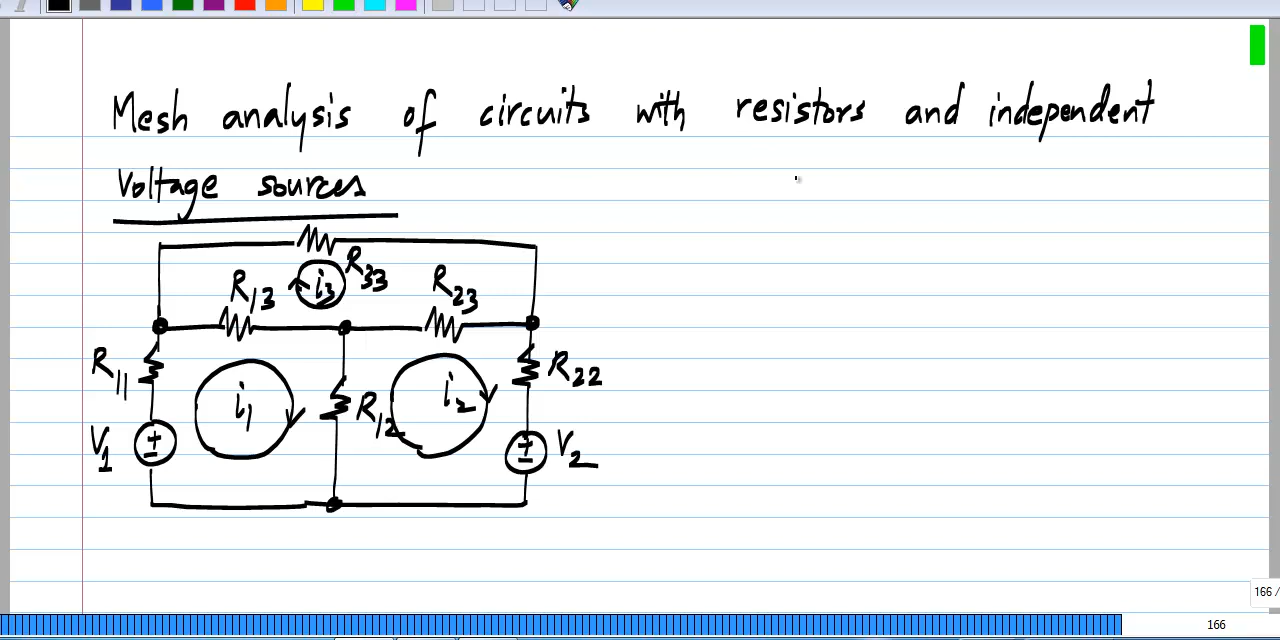 Mesh analysis of circuits with resistors and independent
Voltage sources
R33
i3
R13
R23
R11
i1
R12
i2
R22
V1
V2
166 /
166